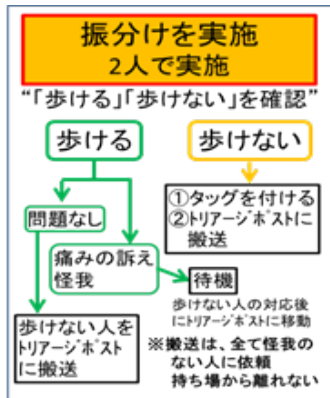 振分けを実施
2人で実施
“「歩ける」「歩けない」を確認”
歩ける
歩けない
問題なし
痛みの訴え
怪我
①タッグを付ける
②トリアージポストに
搬送
待機
歩けない人の対応後
にトリアージポストに移動
歩けない人を
トリアージポスト
に搬送
※搬送は、全て怪我の
ない人に依頼
持ち場から離れない